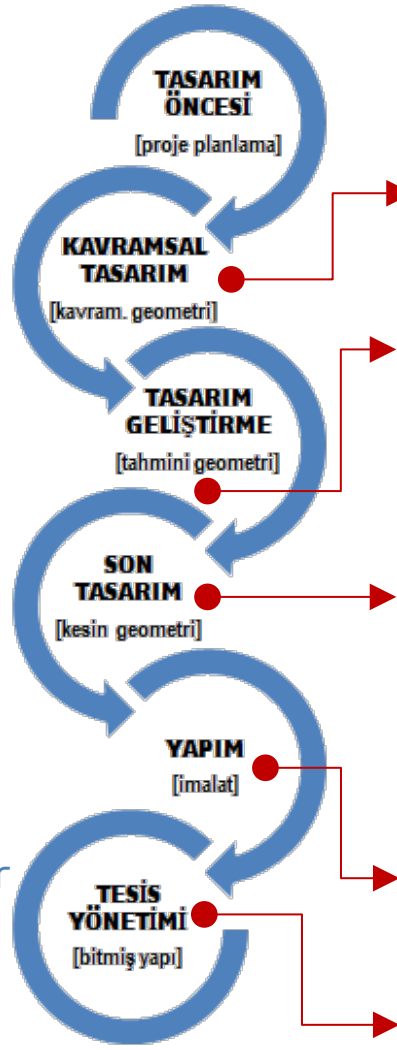 TASARIM
ÖNCESİ
[proje planlama]
KAVRAMSAL
TASARIM
[kavram. geometri]
TASARIM
GELİŞTİRME
[tahmini geometri]
SON
TASARIM
[kesin geometri]
YAPIM
[imalat]
TESİS
YÖNETİMİ
[bitmiş yapı]